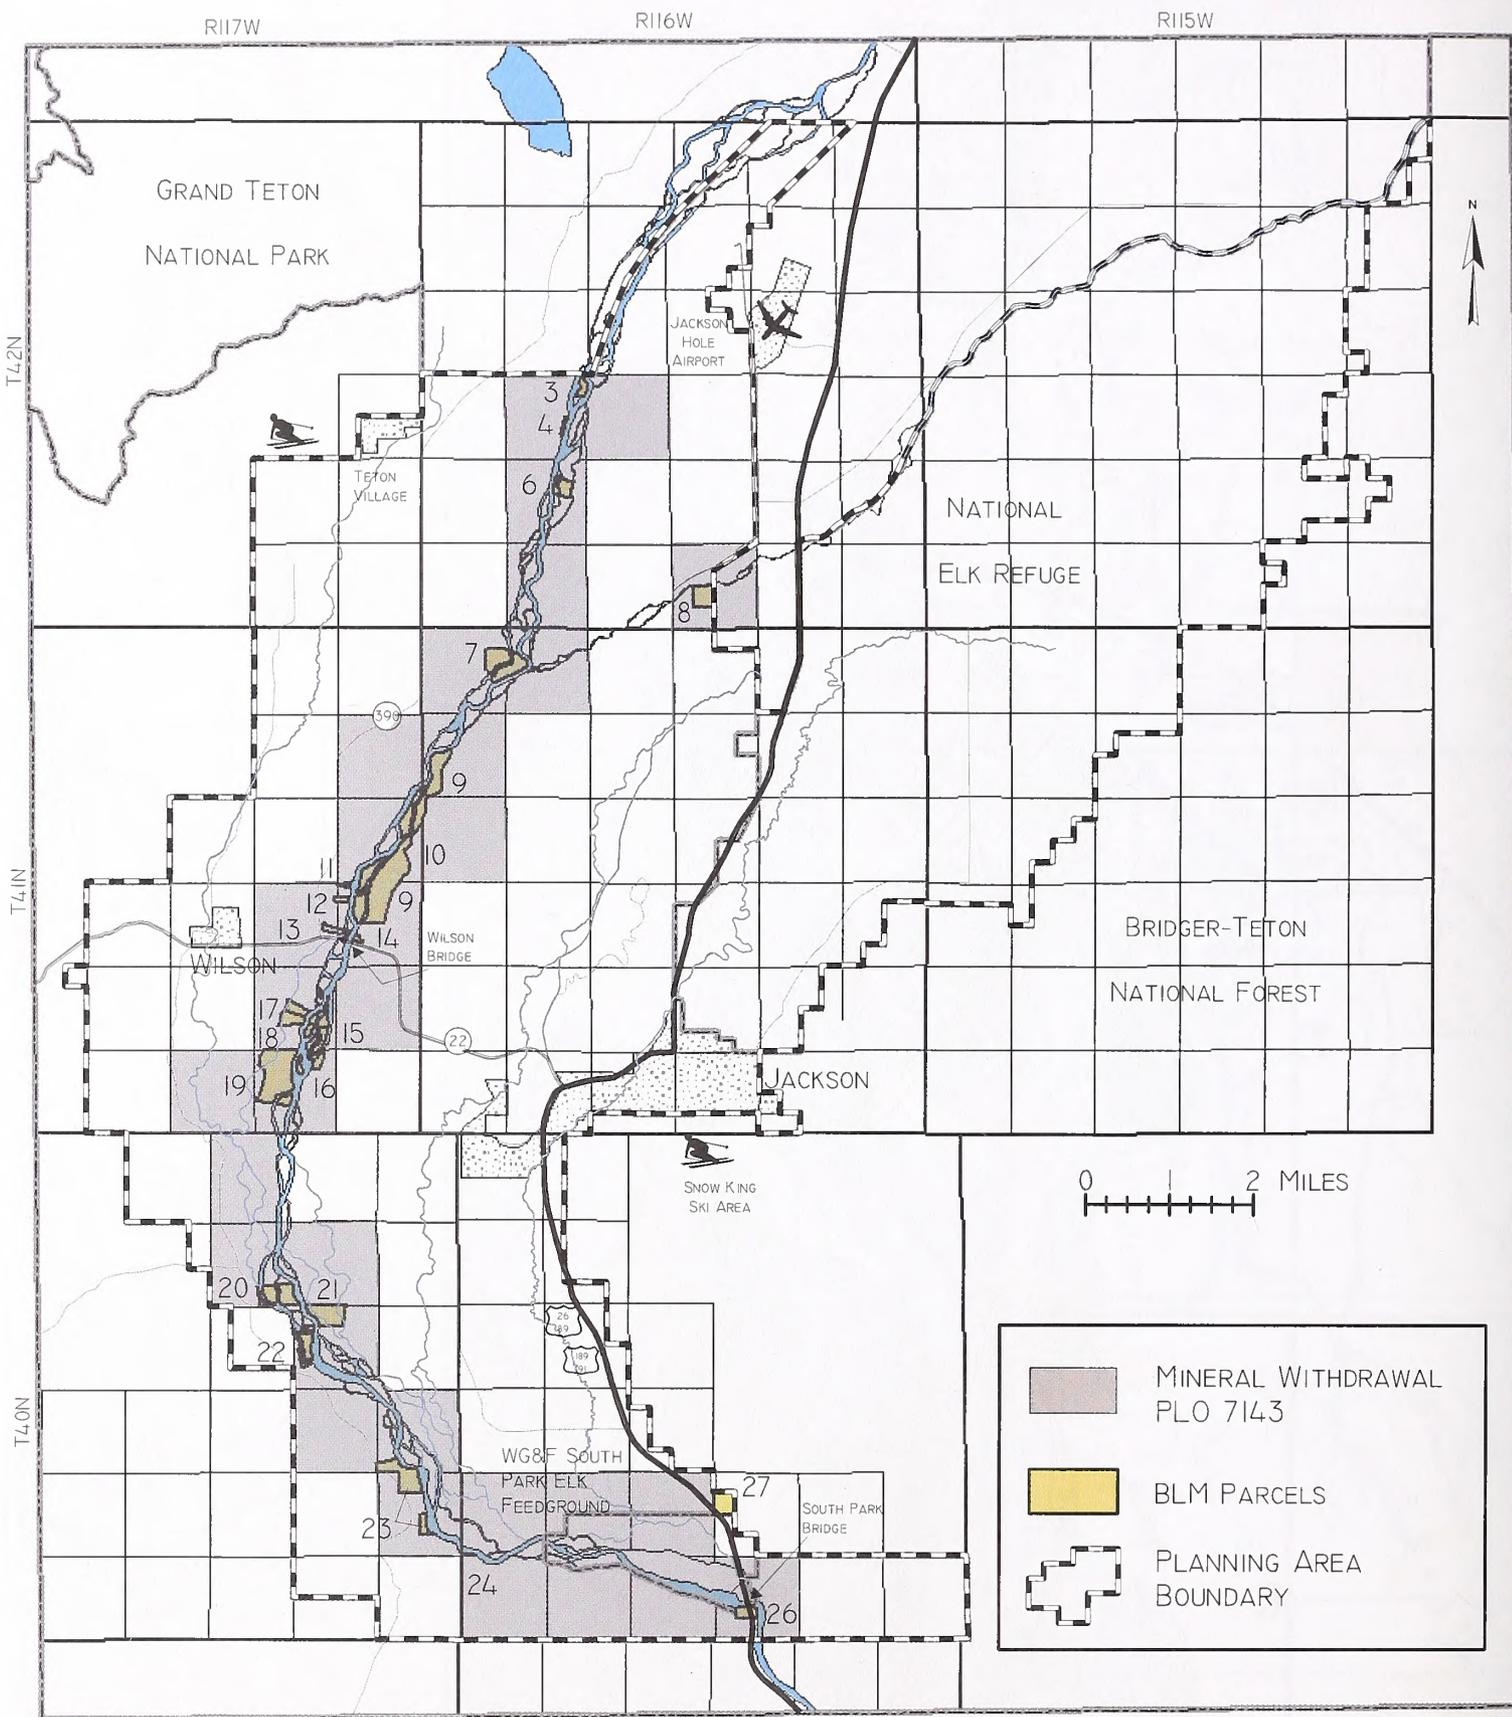 R117W
R116W
R115W
GRAND TETON
NATIONAL PARK
N
JACKSON
HOLE
AIRPORT
T42N
3
4
TETON
VILLAGE
6
NATIONAL
ELK REFUGE
8
7
390
9
10
11
12
9
T41N
13
14
WILSON
BRIDGE
WILSON
BRIDGER-TETON
NATIONAL FOREST
17
18
15
22
19
16
JACKSON
SNOW KING
SKI AREA
0 1 2 MILES
20
21
26
189
22
189
191
T40N
MINERAL WITHDRAWAL
PLO 7143
WG&F SOUTH
PARK ELK
FEEDGROUND
27
BLM PARCELS
SOUTH PARK
BRIDGE
23
24
26
PLANNING AREA
BOUNDARY